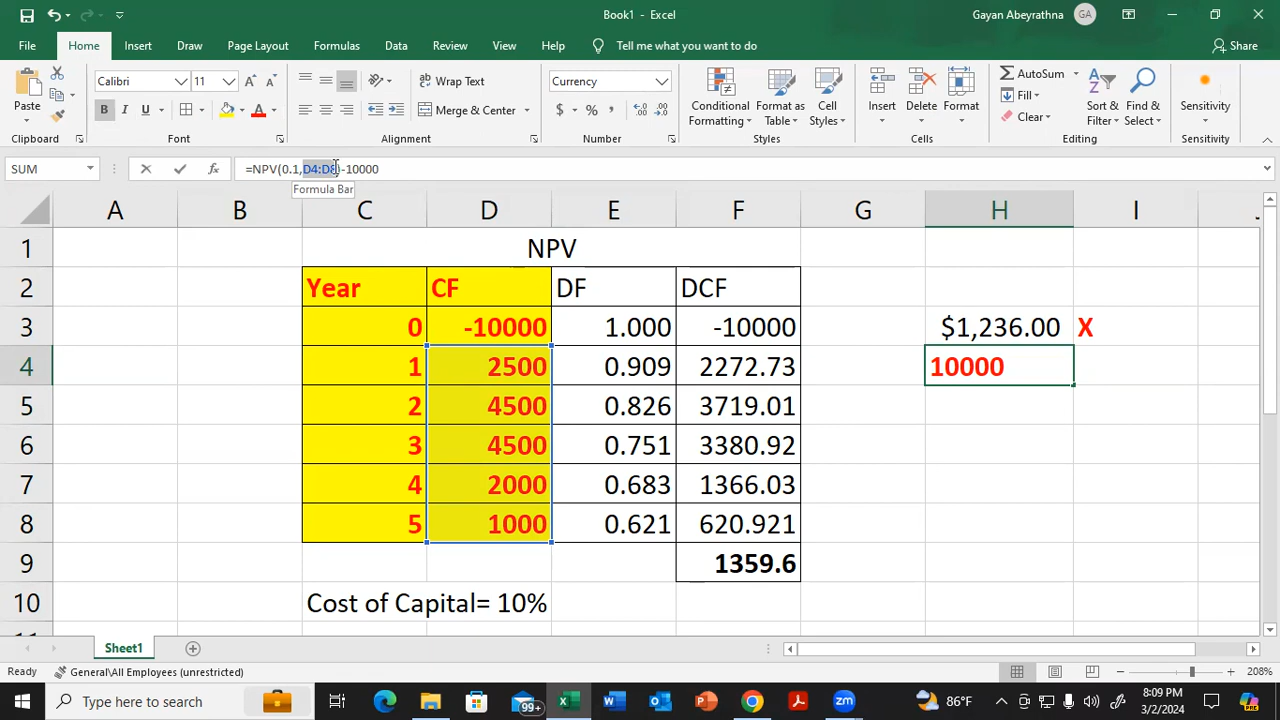 Book1 - Excel
Gayan Abeyrathna GA
File Home Insert Draw Page Layout Formulas Data Review View Help Tell me what you want to do Share
Paste Calibri 11 Wrap Text Currency
B I U Merge & Center $ % Conditional Formatting Format as Table Cell Styles Insert Delete Format AutoSum Fill Clear Sort & Filter Find & Select Sensitivity
Clipboard Font Alignment Number Styles Cells Editing Sensitivity
SUM =NPV(0.1,D4:D8)-10000
Formula Bar
A B C D E F G H I
1 NPV
2 Year CF DF DCF
3 0 -10000 1.000 -10000 $1,236.00 X
4 1 2500 0.909 2272.73 10000
5 2 4500 0.826 3719.01
6 3 4500 0.751 3380.92
7 4 2000 0.683 1366.03
8 5 1000 0.621 620.921
9 1359.6
10 Cost of Capital= 10%
Sheet1
Ready General\All Employees (unrestricted) 208%
Type here to search 99+ zm 86°F 8:09 PM
3/2/2024